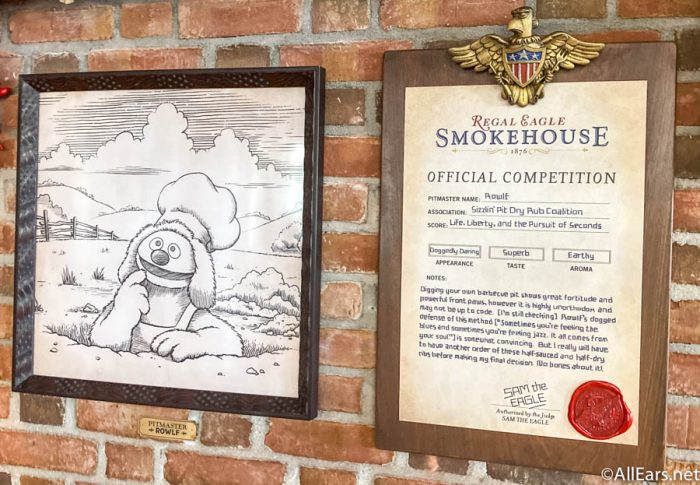 REGAL EAGLE
SMOKEHOUSE
1876
OFFICIAL COMPETITION
PITMASTER NAME: Rowlf
ASSOCIATION: Sizzlin' Pit Dry Rub Coalition
SCORE: Life, Liberty, and the Pursuit of Seconds
Doggedly Daring Superb Earthy
APPEARANCE TASTE AROMA
NOTES:
Digging your own barbecue pit shows great fortitude and
powerful front paws, however it is highly unorthodox and
may not be up to code. (I'm still checking) Rowlf's dogged
defense of this method ("sometimes you're feeling the
blues and sometimes you're feeling jazz. It all comes from
your soul") is somewhat convincing. But I really will have
to have another order of these half-sauced and half-dry
ribs before making my final decision. (No bones about it!)
SAM the
EAGLE
Authorized by the Judge
SAM THE EAGLE
PITMASTER
ROWLF
©AllEars.net